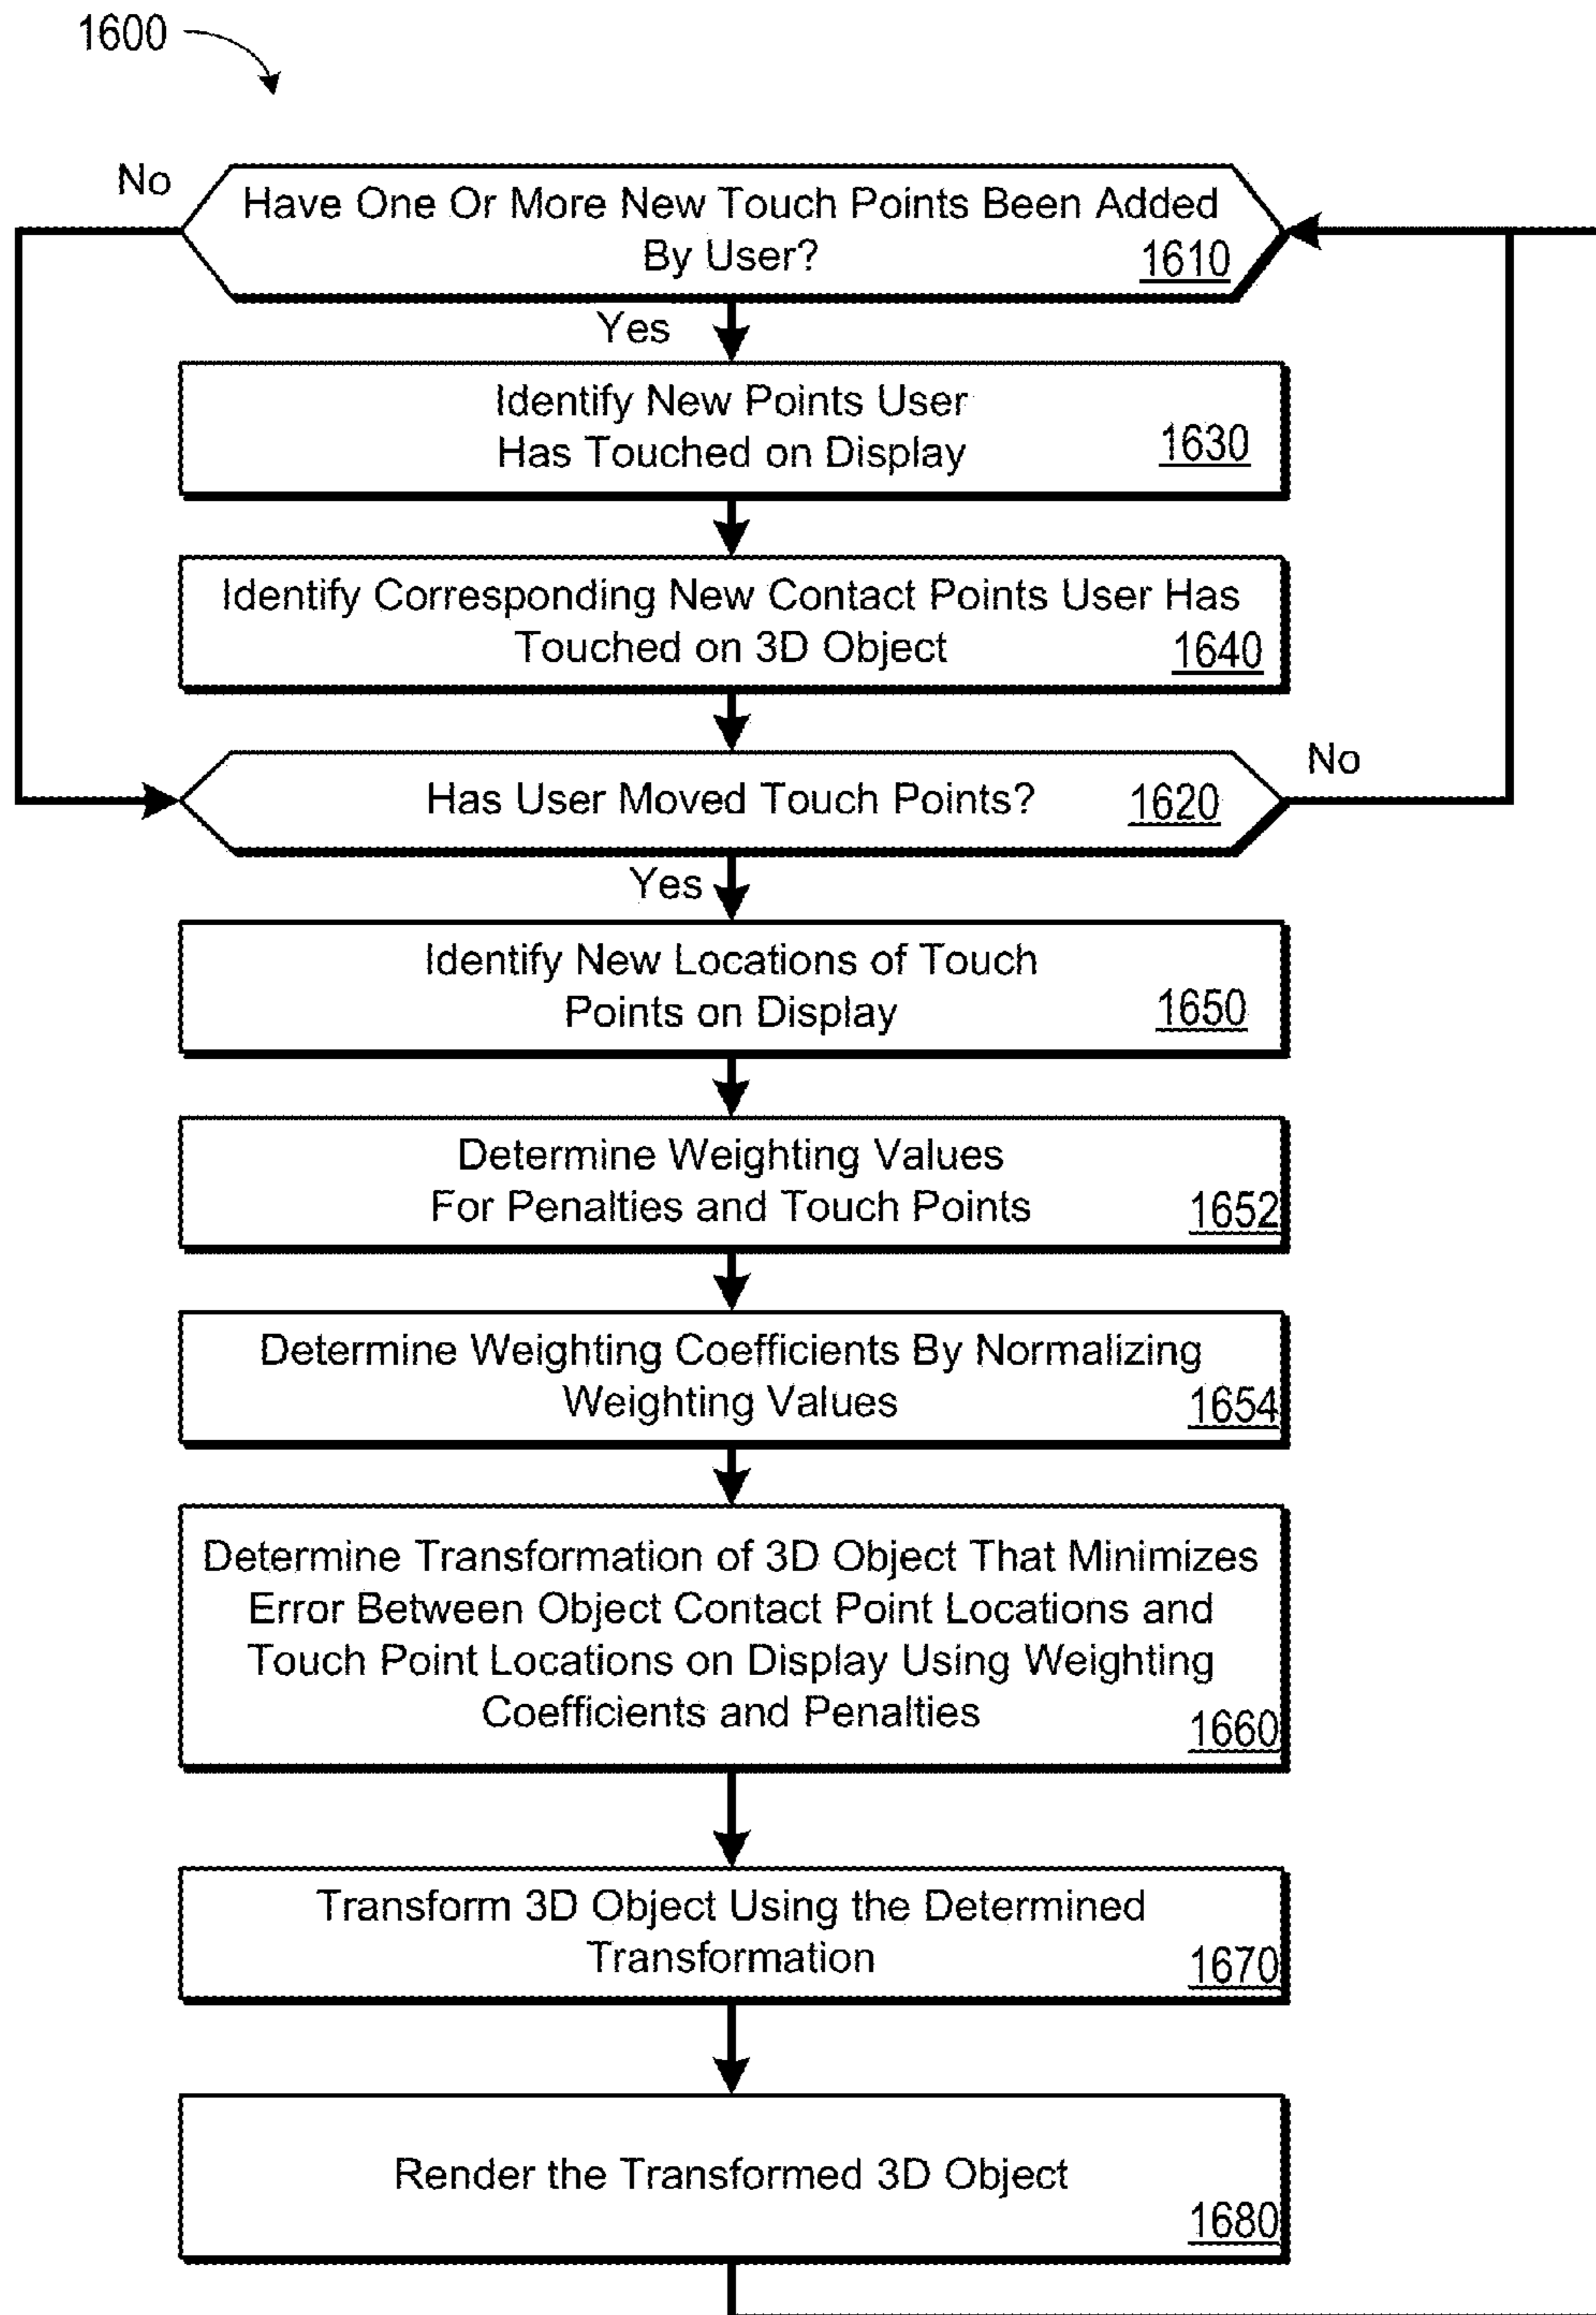 1600
No
Have One Or More New Touch Points Been Added
By User?
1610
Yes
Identify New Points User
Has Touched on Display
1630
Identify Corresponding New Contact Points User Has
Touched on 3D Object
1640
No
Has User Moved Touch Points?
1620
Yes
Identify New Locations of Touch
Points on Display
1650
Determine Weighting Values
For Penalties and Touch Points
1652
Determine Weighting Coefficients By Normalizing
Weighting Values
1654
Determine Transformation of 3D Object That Minimizes
Error Between Object Contact Point Locations and
Touch Point Locations on Display Using Weighting
Coefficients and Penalties
1660
Transform 3D Object Using the Determined
Transformation
1670
Render the Transformed 3D Object
1680